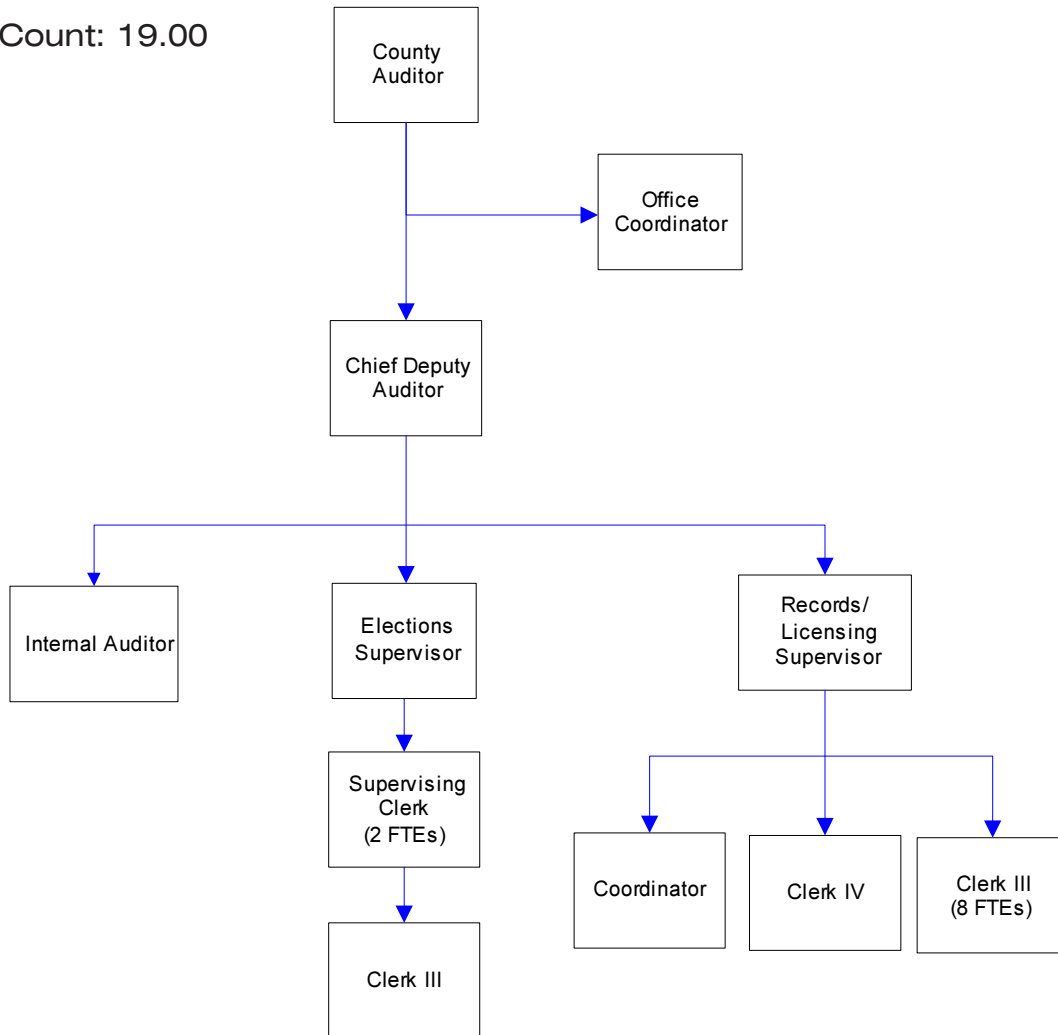 Count: 19.00
County
Auditor
Office
Coordinator
Chief Deputy
Auditor
Internal Auditor
Elections
Supervisor
Records/
Licensing
Supervisor
Supervising
Clerk
(2 FTEs)
Coordinator
Clerk IV
Clerk III
(8 FTEs)
Clerk III